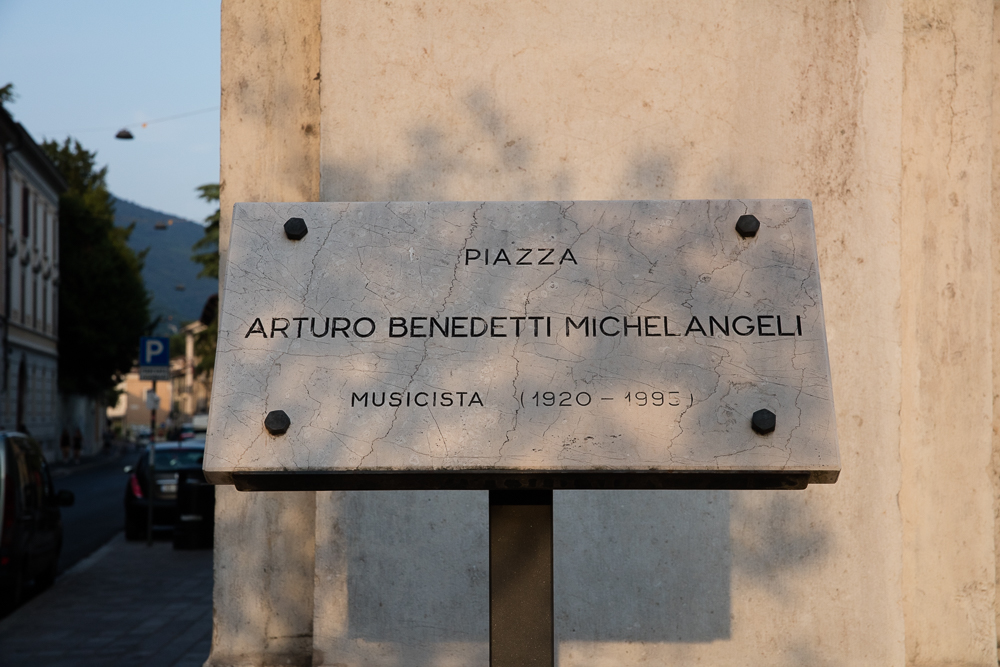 PIAZZA
ARTURO BENEDETTI MICHELANGELI
MUSICISTA (1920 – 1995)
P